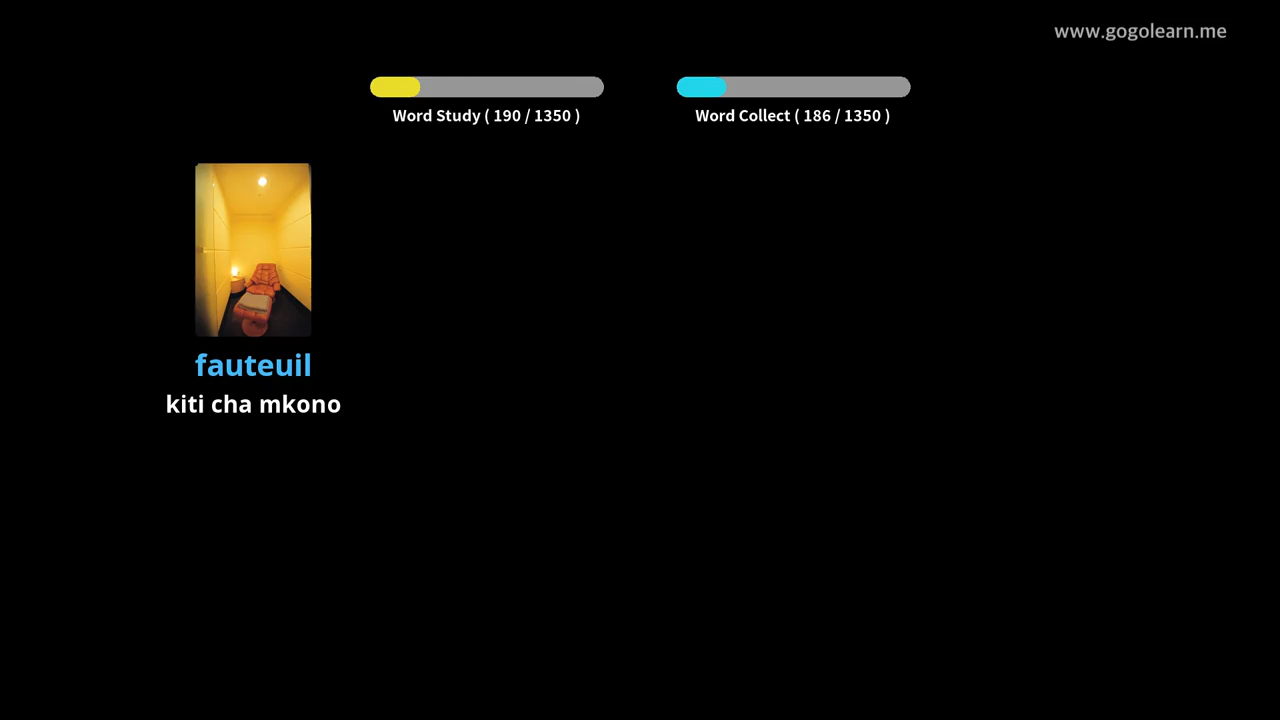 www.gogolearn.me
Word Study ( 190 / 1350 )
Word Collect ( 186 / 1350 )
fauteuil
kiti cha mkono